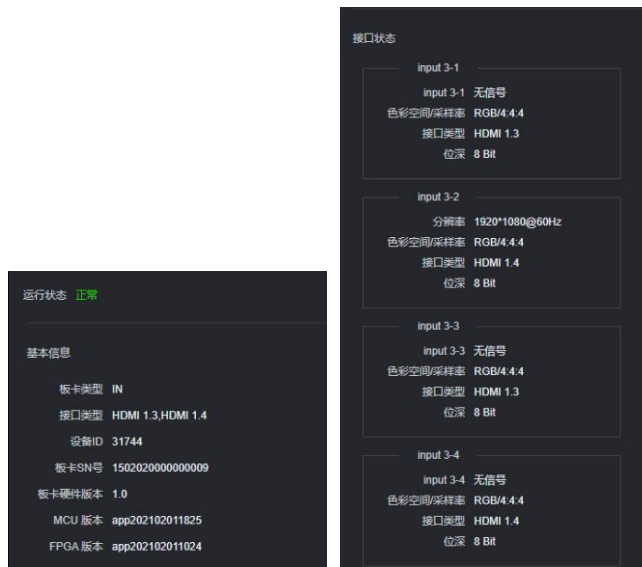 运行状态 正常
基本信息
板卡类型 IN
接口类型 HDMI 1.3,HDMI 1.4
设备ID 31744
板卡SN号 1502020000000009
板卡硬件版本 1.0
MCU 版本 app202102011825
FPGA 版本 app202102011024
接口状态
input 3-1
input 3-1 无信号
色彩空间/采样率 RGB/4:4:4
接口类型 HDMI 1.3
位深 8 Bit
input 3-2
分辨率 1920*1080@60Hz
色彩空间/采样率 RGB/4:4:4
接口类型 HDMI 1.4
位深 8 Bit
input 3-3
input 3-3 无信号
色彩空间/采样率 RGB/4:4:4
接口类型 HDMI 1.3
位深 8 Bit
input 3-4
input 3-4 无信号
色彩空间/采样率 RGB/4:4:4
接口类型 HDMI 1.4
位深 8 Bit